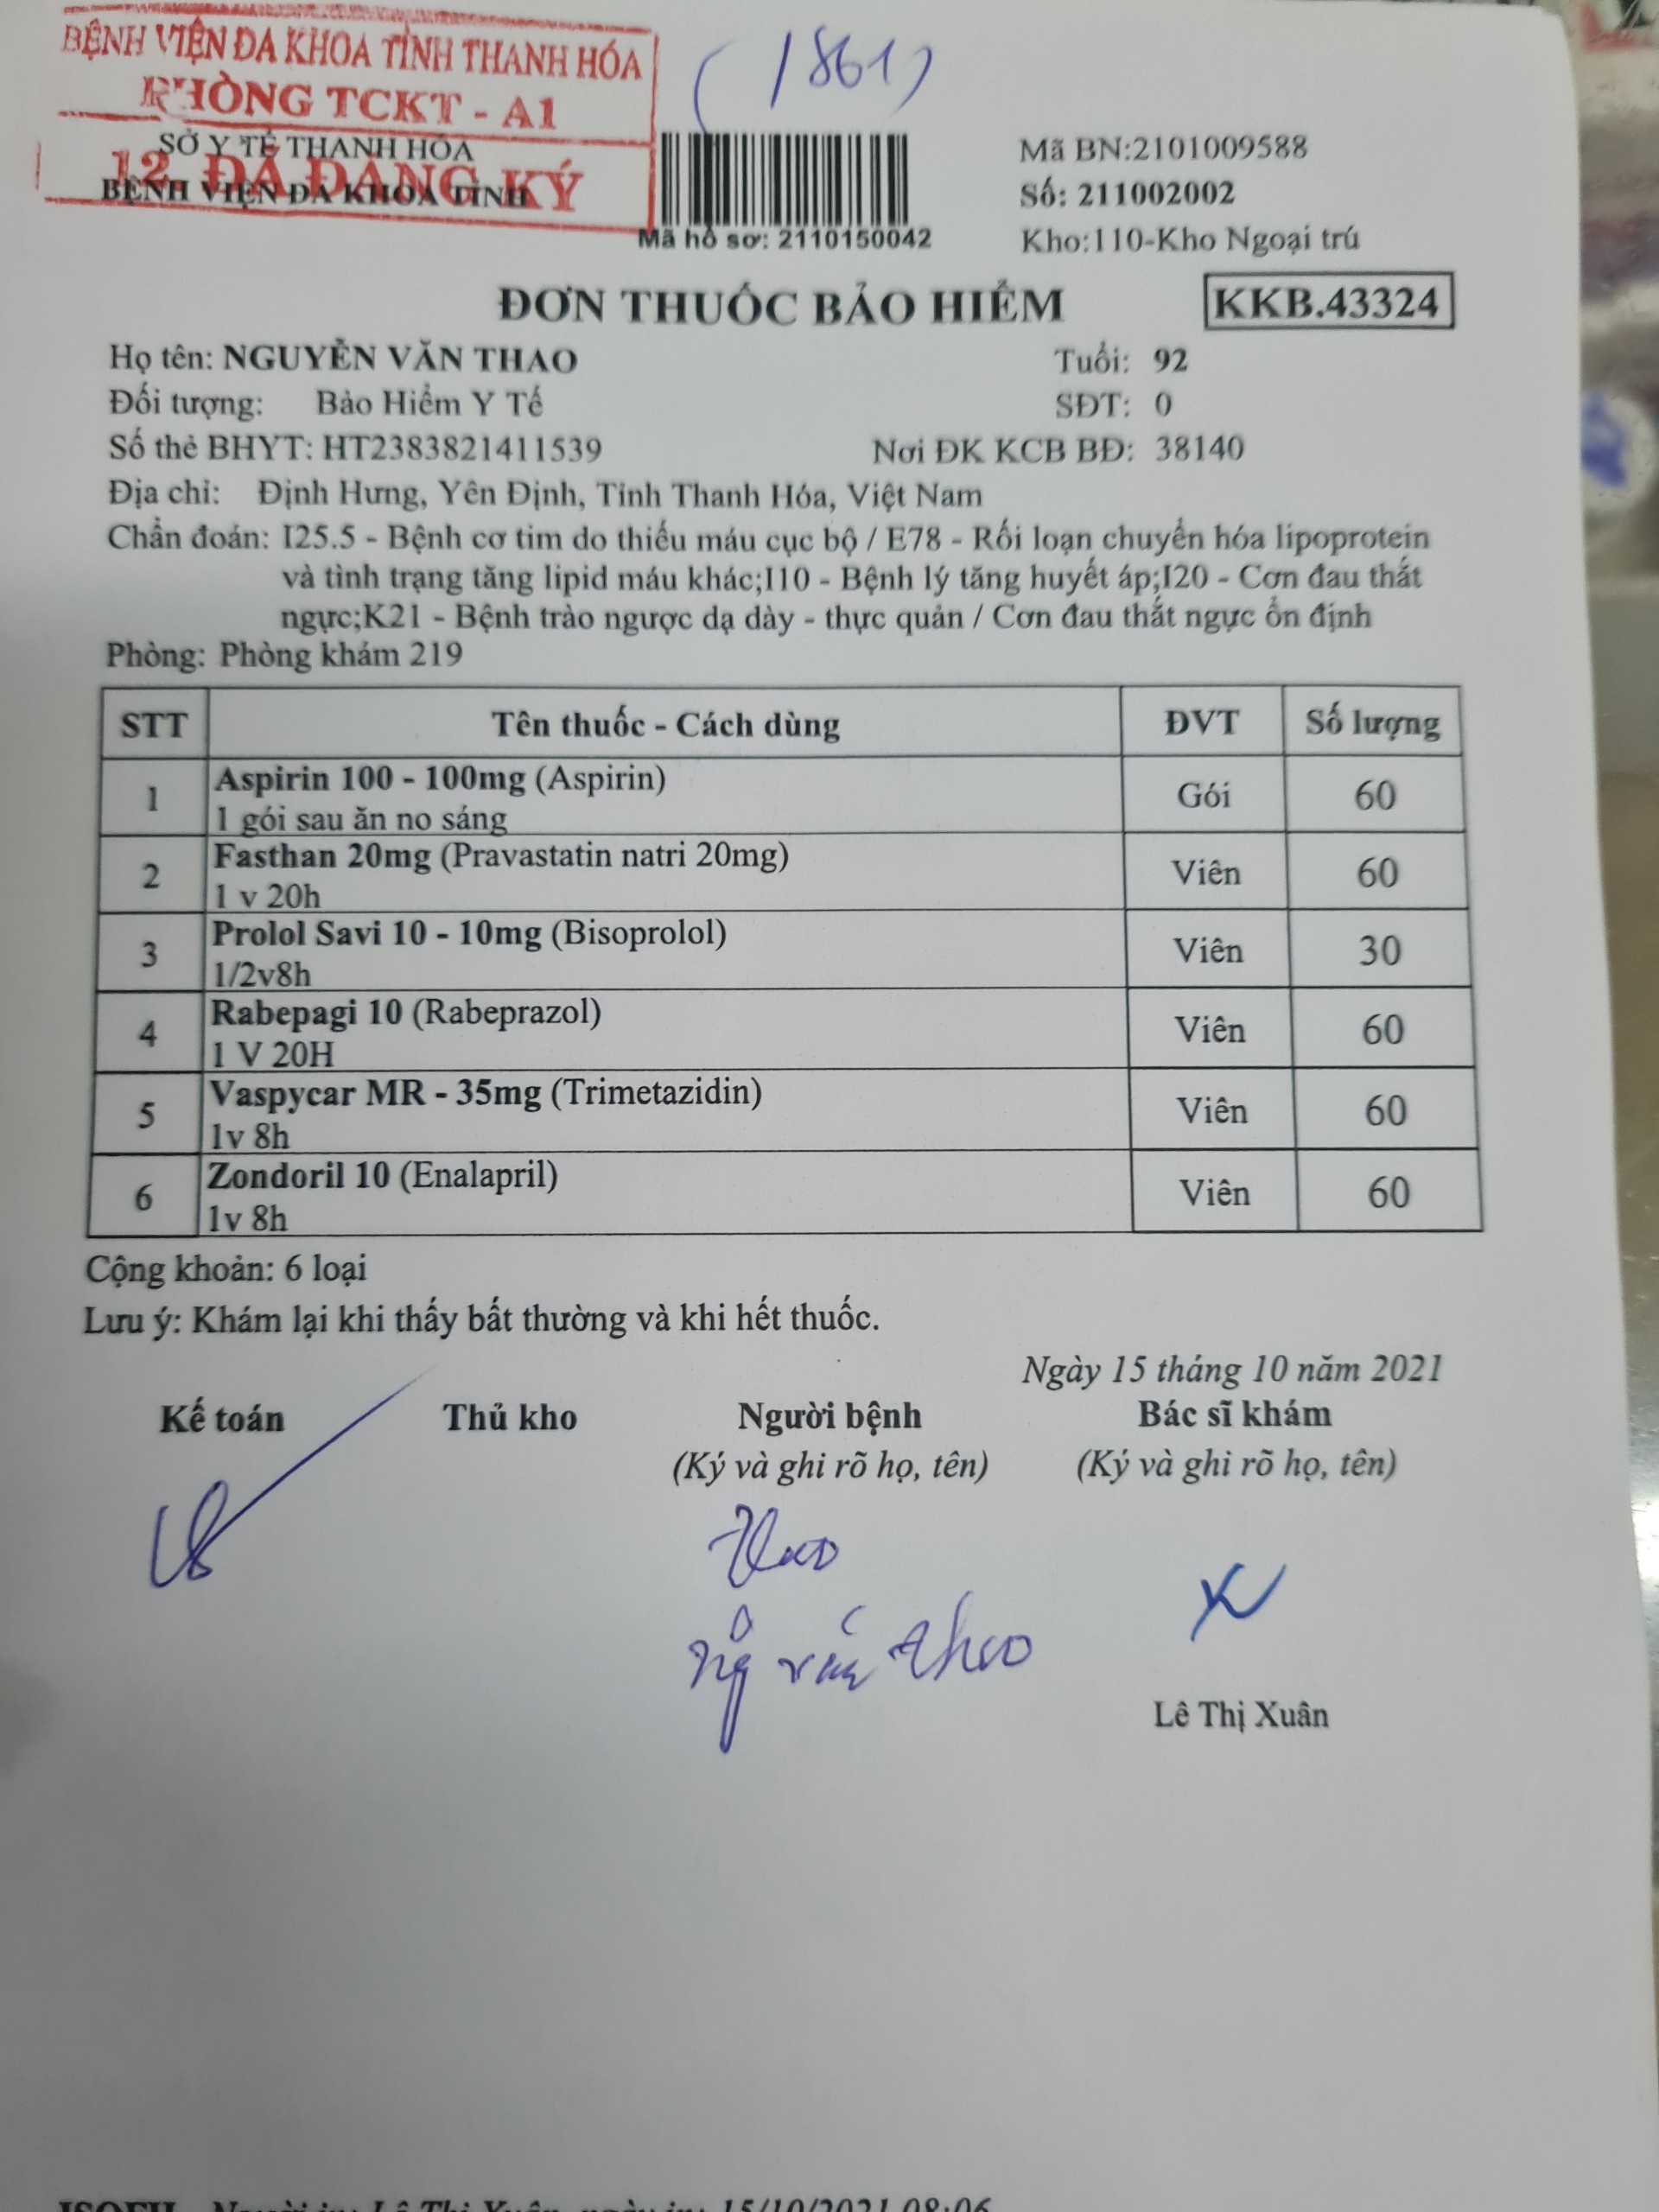 BỆNH VIỆN ĐA KHOA TỈNH THANH HÓA
PHÒNG TCKT - A1
12. ĐÃ ĐĂNG KÝ
SỞ Y TẾ THANH HÓA
BỆNH VIỆN ĐA KHOA TỈNH
(1861)
Mã hồ sơ: 2110150042
Mã BN:2101009588
Số: 211002002
Kho:110-Kho Ngoại trú
ĐƠN THUỐC BẢO HIỂM
KKB.43324
Họ tên: NGUYỄN VĂN THAO Tuổi: 92
Đối tượng: Bảo Hiểm Y Tế SĐT: 0
Số thẻ BHYT: HT2383821411539 Nơi ĐK KCB BĐ: 38140
Địa chỉ: Định Hưng, Yên Định, Tỉnh Thanh Hóa, Việt Nam
Chẩn đoán: I25.5 - Bệnh cơ tim do thiếu máu cục bộ / E78 - Rối loạn chuyển hóa lipoprotein
và tình trạng tăng lipid máu khác;I10 - Bệnh lý tăng huyết áp;I20 - Cơn đau thắt
ngực;K21 - Bệnh trào ngược dạ dày - thực quản / Cơn đau thắt ngực ổn định
Phòng: Phòng khám 219
STT Tên thuốc - Cách dùng ĐVT Số lượng
1 Aspirin 100 - 100mg (Aspirin) Gói 60
1 gói sau ăn no sáng
2 Fasthan 20mg (Pravastatin natri 20mg) Viên 60
1 v 20h
3 Prolol Savi 10 - 10mg (Bisoprolol) Viên 30
1/2v8h
4 Rabepagi 10 (Rabeprazol) Viên 60
1 V 20H
5 Vaspycar MR - 35mg (Trimetazidin) Viên 60
1v 8h
6 Zondoril 10 (Enalapril) Viên 60
1v 8h
Cộng khoản: 6 loại
Lưu ý: Khám lại khi thấy bất thường và khi hết thuốc.
Ngày 15 tháng 10 năm 2021
Kế toán Thủ kho Người bệnh Bác sĩ khám
(Ký và ghi rõ họ, tên) (Ký và ghi rõ họ, tên)
Thao
Ng văn thao
Lê Thị Xuân
ISOFH - Người in: Lê Thị Xuân, ngày in: 15/10/2021 08:06